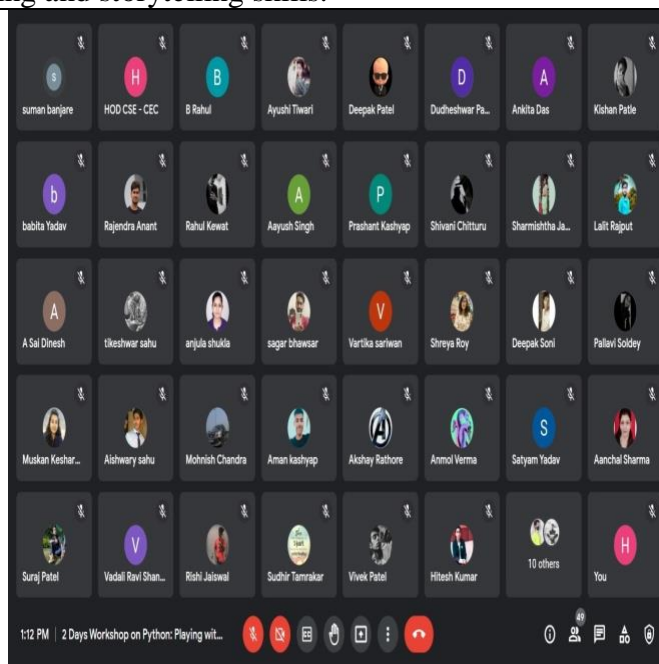 ing and storytelling skills.
s
H
B
D
A
suman banjare
HOD CSE - CEC
B Rahul
Ayushi Tiwari
Deepak Patel
Dudheshwar Pa...
Ankita Das
Kishan Patle
b
A
P
babita Yadav
Rajendra Anant
Rahul Kewat
Aayush Singh
Prashant Kashyap
Shivani Chitturu
Sharmishtha Ja...
Lalit Rajput
A
V
A Sai Dinesh
tikeshwar sahu
anjula shukla
sagar bhawsar
Vartika sariwan
Shreya Roy
Deepak Soni
Pallavi Soldey
S
Muskan Keshar...
Aishwary sahu
Mohnish Chandra
Aman kashyap
Akshay Rathore
Anmol Verma
Satyam Yadav
Aanchal Sharma
V
H
Suraj Patel
Vadali Ravi Shan...
Rishi Jaiswal
Sudhir Tamrakar
Vivek Patel
Hitesh Kumar
10 others
You
1:12 PM | 2 Days Workshop on Python: Playing wit...
49